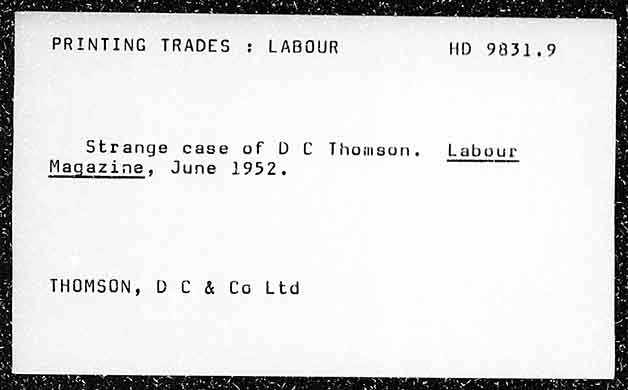 PRINTING TRADES : LABOUR HD 9831.9
Strange case of D C Thomson. Labour
Magazine, June 1952.
THOMSON, D C & Co Ltd